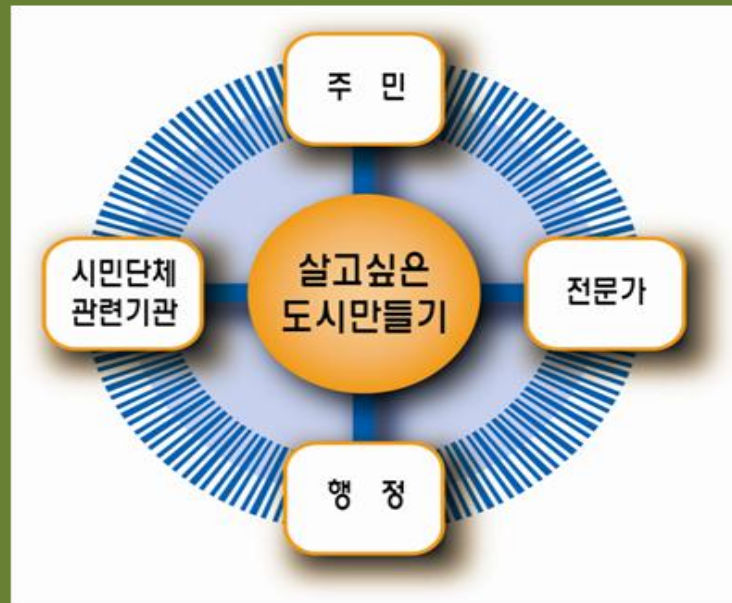 주 민
시민단체
관련기관
살고싶은
도시만들기
전문가
행 정